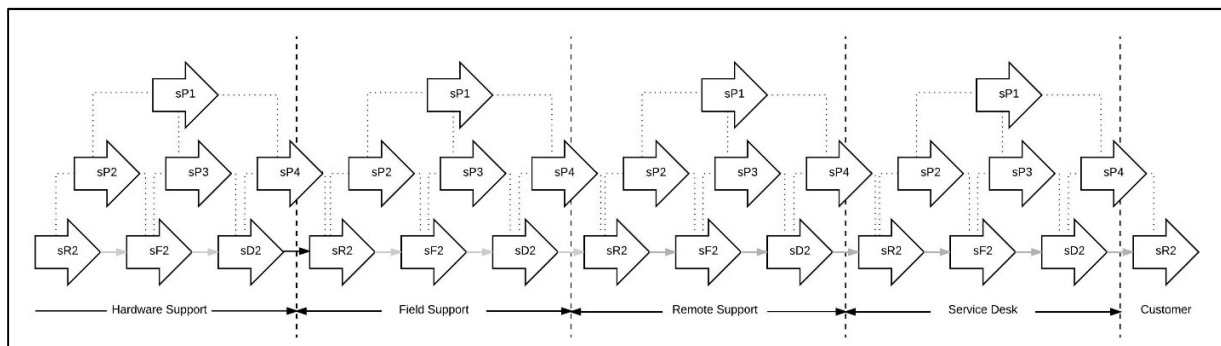 sP1 sP1 sP1 sP1
sP2 sP3 sP4 sP2 sP3 sP4 sP2 sP3 sP4 sP2 sP3 sP4
sR2 sF2 sD2 sR2 sF2 sD2 sR2 sF2 sD2 sR2 sF2 sD2 sR2
Hardware Support Field Support Remote Support Service Desk Customer